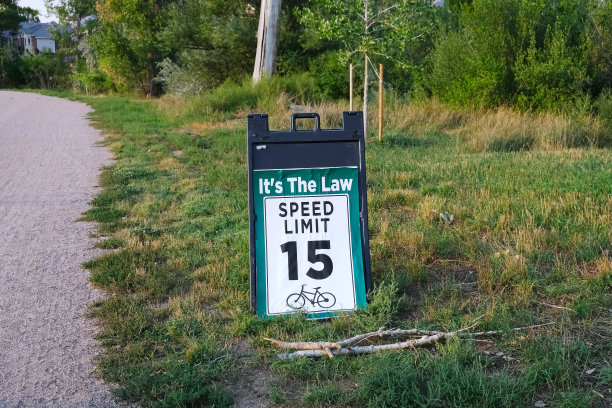 It's The Law
SPEED
LIMIT
15